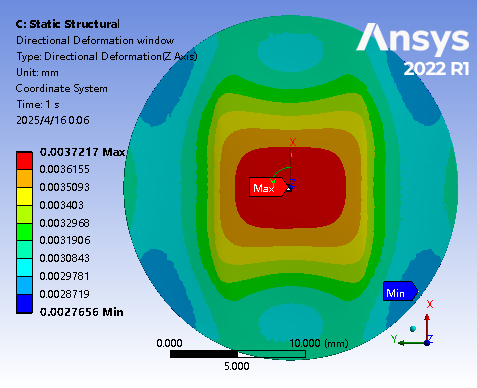 C: Static Structural
Directional Deformation window
Type: Directional Deformation(Z Axis)
Unit: mm
Coordinate System
Time: 1 s
2025/4/16 0:06
Ansys
2022 R1
0.0037217 Max
0.0036155
0.0035093
0.003403
0.0032968
0.0031906
0.0030843
0.0029781
0.0028719
0.0027656 Min
X
Max
Min
0.000 10.000 (mm)
5.000
X
Y
Z